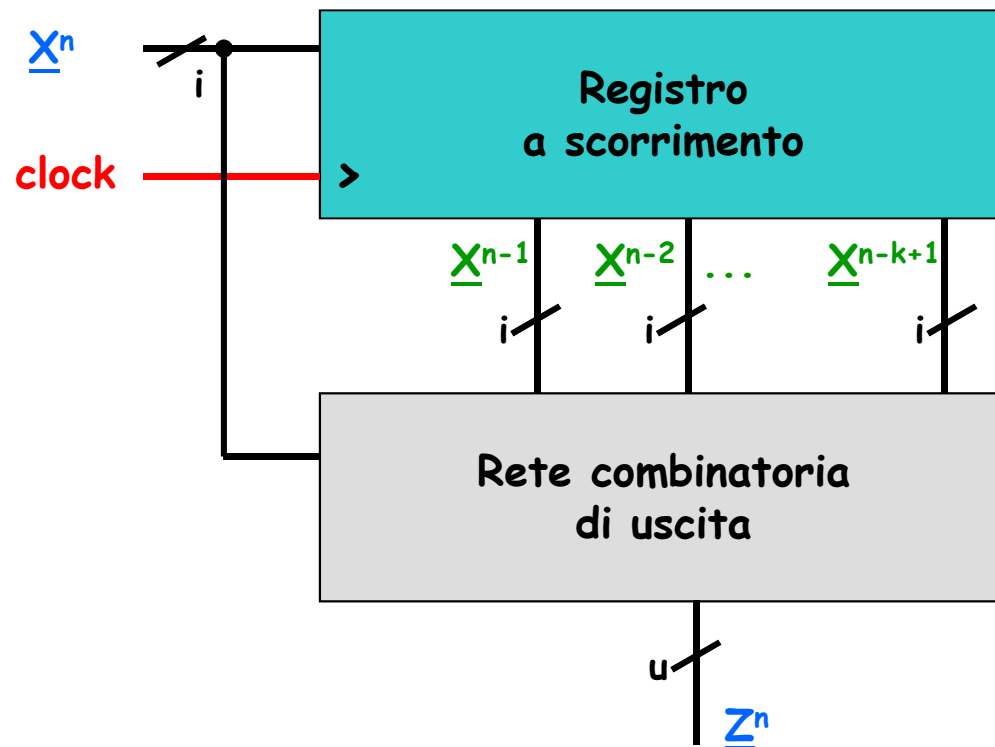 Xⁿ
i
Registro
a scorrimento
clock
>
Xⁿ⁻¹ Xⁿ⁻² ... Xⁿ⁻ᵏ⁺¹
i i i
Rete combinatoria
di uscita
u
Zⁿ